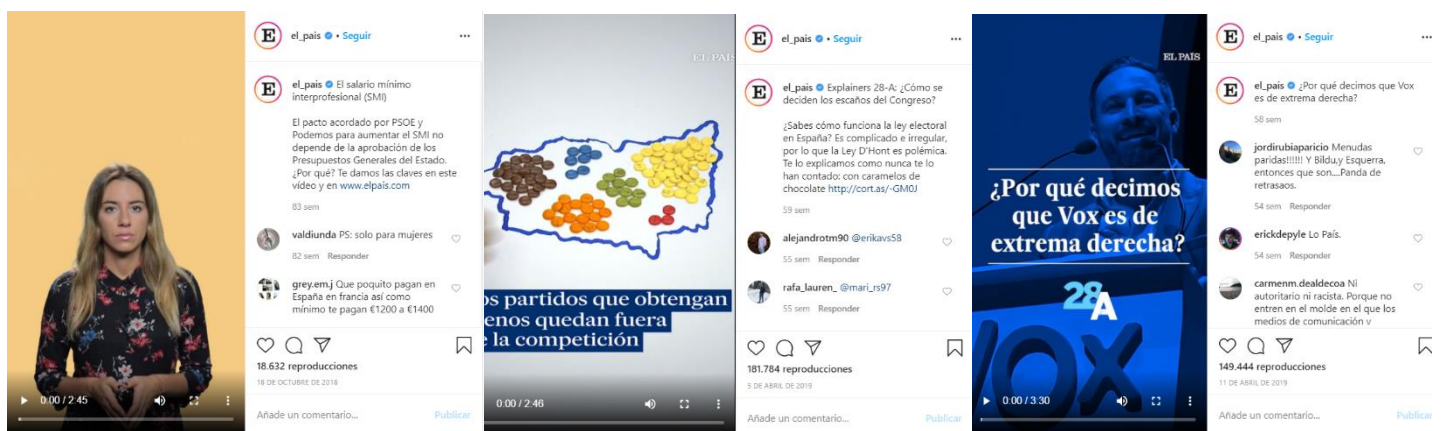 el_pais • Seguir
el_pais El salario mínimo
interprofesional (SMI)
El pacto acordado por PSOE y
Podemos para aumentar el SMI no
depende de la aprobación de los
Presupuestos Generales del Estado.
¿Por qué? Te damos las claves en este
vídeo y en www.elpais.com
83 sem
valdiunda PS: solo para mujeres
82 sem Responder
grey.em.j Que poquito pagan en
España en francia así como
mínimo te pagan €1200 a €1400
18.632 reproducciones
18 DE OCTUBRE DE 2018
Añade un comentario... Publicar
0:00 / 2:45
EL PAÍS
os partidos que obtengan
enos quedan fuera
e la competición
0:00 / 2:46
el_pais • Seguir
el_pais Explainers 28-A: ¿Cómo se
deciden los escaños del Congreso?
¿Sabes cómo funciona la ley electoral
en España? Es complicado e irregular,
por lo que la Ley D'Hont es polémica.
Te lo explicamos como nunca te lo
han contado: con caramelos de
chocolate http://cort.as/-GM0J
59 sem
alejandrotm90 @erikavs58
55 sem Responder
rafa_lauren_ @mari_rs97
55 sem Responder
181.784 reproducciones
5 DE ABRIL DE 2019
Añade un comentario... Publicar
EL PAÍS
¿Por qué decimos
que Vox es de
extrema derecha?
28A
VOX
0:00 / 3:30
el_pais • Seguir
el_pais ¿Por qué decimos que Vox
es de extrema derecha?
58 sem
jordirubiaparicio Menudas
paridas!!!!!! Y Bildu,y Esquerra,
entonces que son....Panda de
retrasaos.
54 sem Responder
erickdepyle Lo País.
54 sem Responder
carmenm.dealdecoa Ni
autoritario ni racista. Porque no
entren en el molde en el que los
medios de comunicación y
149.444 reproducciones
11 DE ABRIL DE 2019
Añade un comentario... Publicar